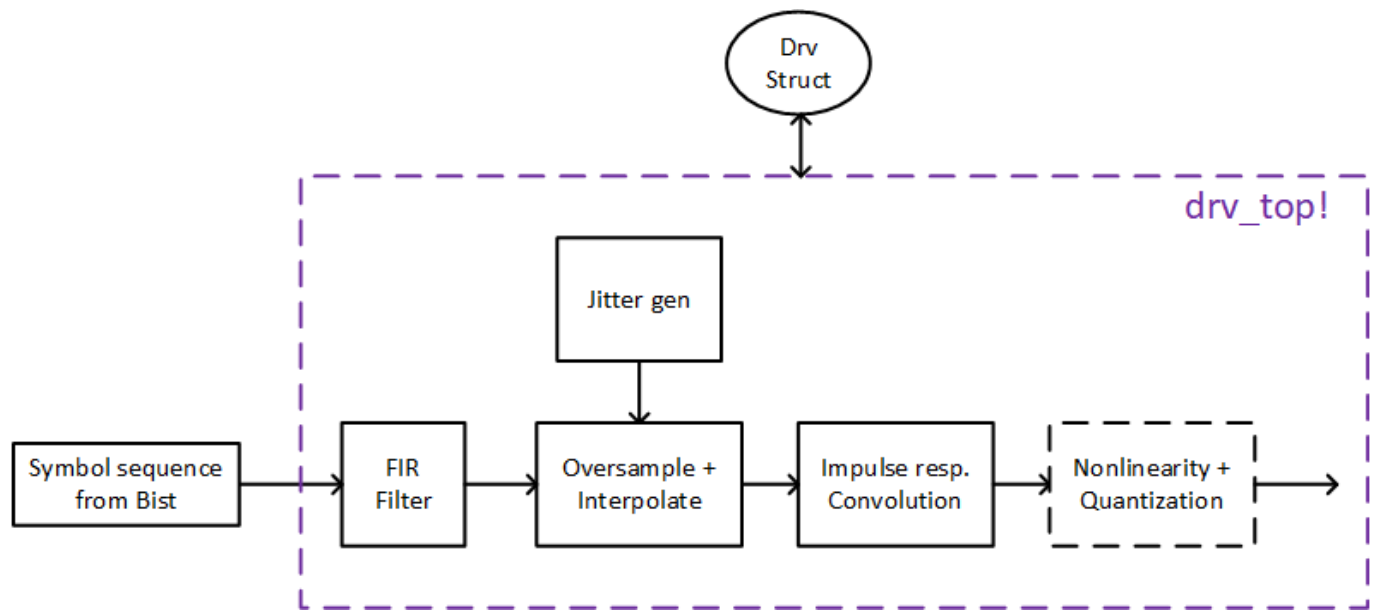 Drv
Struct
drv_top!
Jitter gen
Symbol sequence
from Bist
FIR
Filter
Oversample +
Interpolate
Impulse resp.
Convolution
Nonlinearity +
Quantization